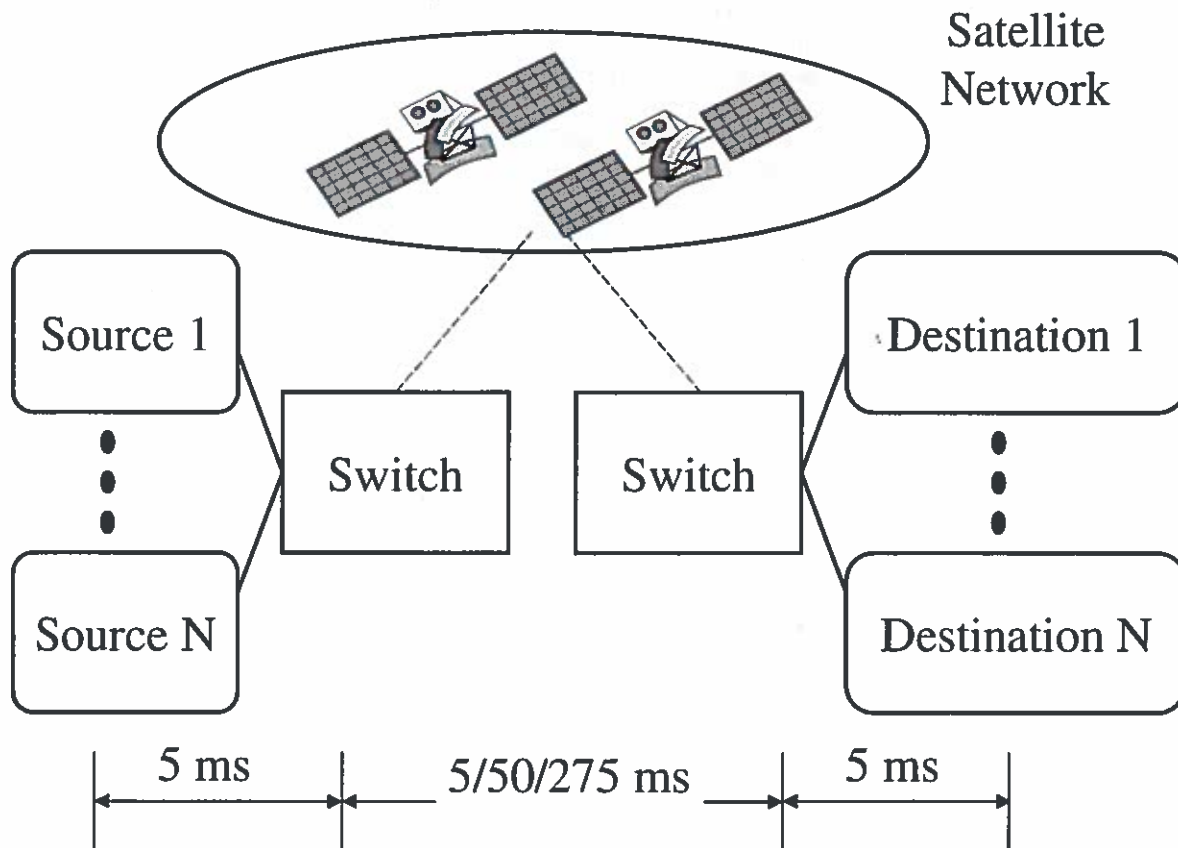 Satellite
Network
Source 1
Destination 1
Switch
Switch
Source N
Destination N
5 ms
5/50/275 ms
5 ms